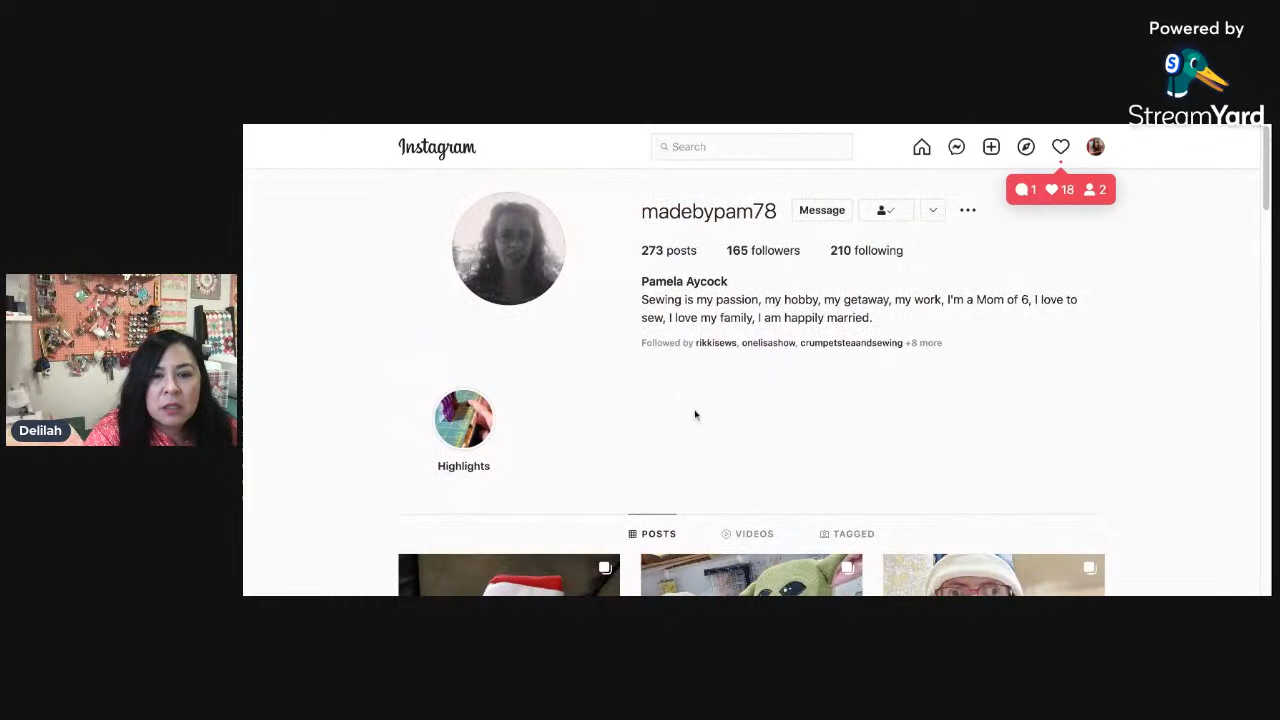 Powered by
StreamYard
Instagram
Search
1 18 2
madebypam78 Message
273 posts 165 followers 210 following
Pamela Aycock
Sewing is my passion, my hobby, my getaway, my work, I'm a Mom of 6, I love to
sew, I love my family, I am happily married.
Followed by rikkisews, onelisashow, crumpetsteaandsewing +8 more
Delilah
Highlights
POSTS VIDEOS TAGGED